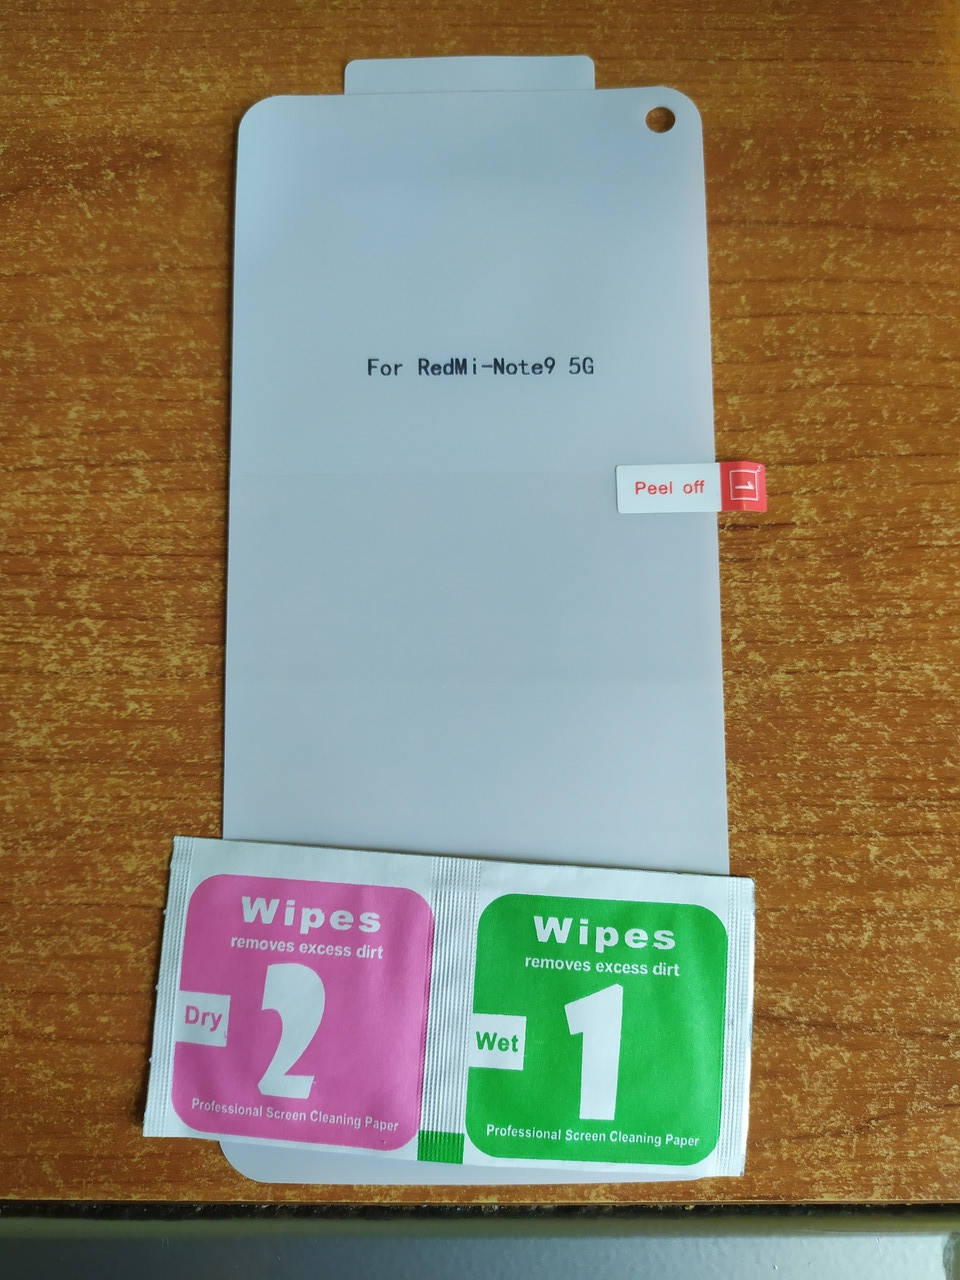 For RedMi-Note9 5G
Peel off 1
Wipes
removes excess dirt
Dry
2
Professional Screen Cleaning Paper
Wipes
removes excess dirt
Wet
1
Professional Screen Cleaning Paper